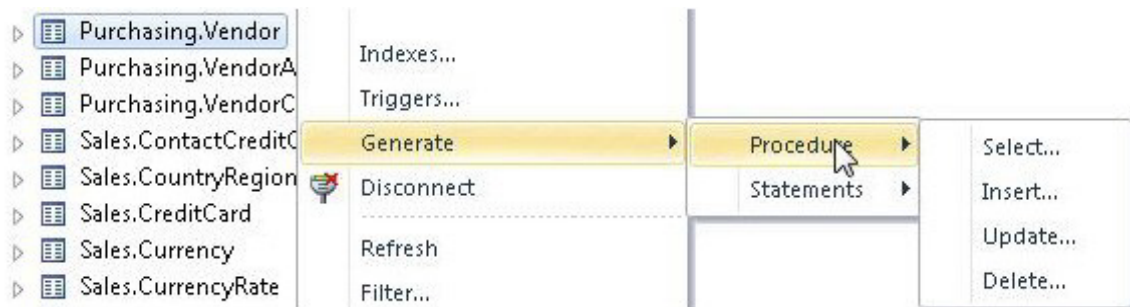 Purchasing.Vendor
Purchasing.VendorA
Purchasing.VendorC
Sales.ContactCreditC
Sales.CountryRegion
Sales.CreditCard
Sales.Currency
Sales.CurrencyRate
Indexes...
Triggers...
Generate
Disconnect
Refresh
Filter...
Procedure
Statements
Select...
Insert...
Update...
Delete...